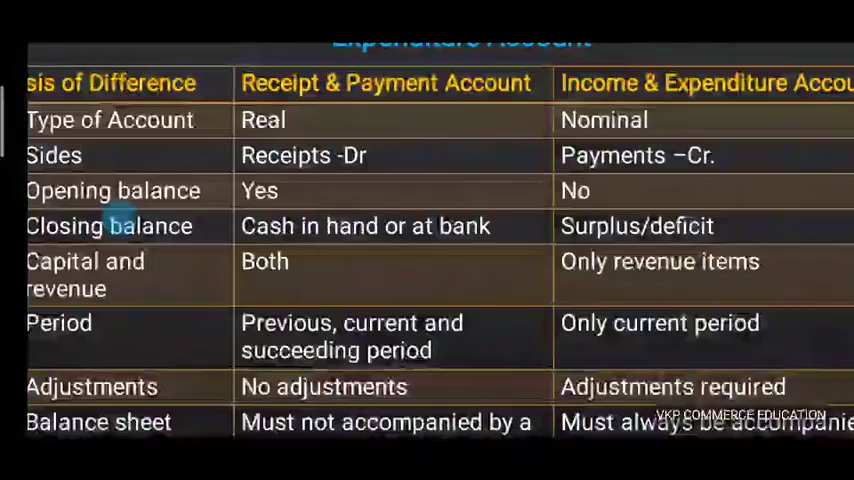 Expenditure Account
sis of Difference Receipt & Payment Account Income & Expenditure Accou
Type of Account Real Nominal
Sides Receipts -Dr Payments –Cr.
Opening balance Yes No
Closing balance Cash in hand or at bank Surplus/deficit
Capital and Both Only revenue items
revenue
Period Previous, current and Only current period
succeeding period
Adjustments No adjustments Adjustments required
VKP COMMERCE EDUCATION
Balance sheet Must not accompanied by a Must always be accompanie